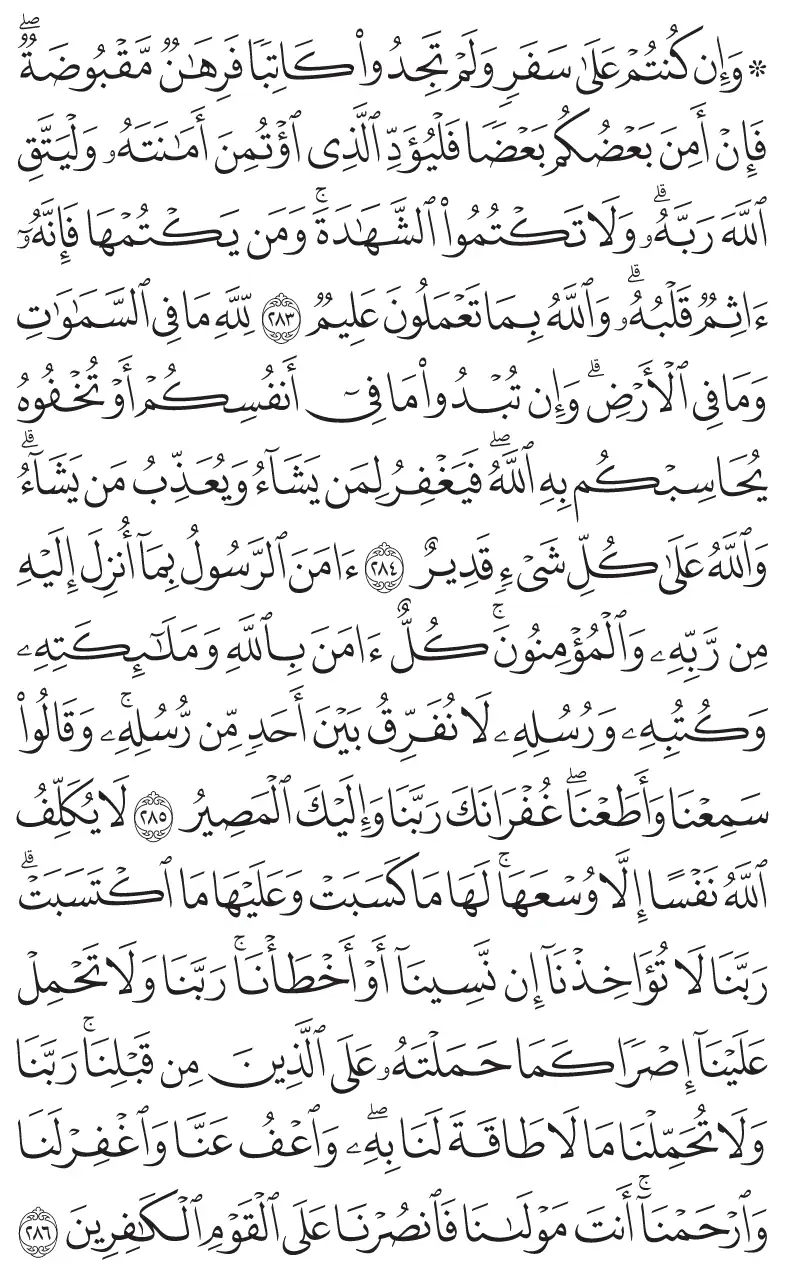 ۞ وَإِن كُنتُمْ عَلَىٰ سَفَرٍ وَلَمْ تَجِدُوا۟ كَاتِبًا فَرِهَـٰنٌ مَّقْبُوضَةٌ ۖ
فَإِنْ أَمِنَ بَعْضُكُم بَعْضًا فَلْيُؤَدِّ ٱلَّذِى ٱؤْتُمِنَ أَمَـٰنَتَهُۥ وَلْيَتَّقِ
ٱللَّهَ رَبَّهُۥ ۗ وَلَا تَكْتُمُوا۟ ٱلشَّهَـٰدَةَ ۚ وَمَن يَكْتُمْهَا فَإِنَّهُۥٓ
ءَاثِمٌ قَلْبُهُۥ ۗ وَٱللَّهُ بِمَا تَعْمَلُونَ عَلِيمٌ ٢٨٣ لِّلَّهِ مَا فِى ٱلسَّمَـٰوَٰتِ
وَمَا فِى ٱلْأَرْضِ ۗ وَإِن تُبْدُوا۟ مَا فِىٓ أَنفُسِكُمْ أَوْ تُخْفُوهُ
يُحَاسِبْكُم بِهِ ٱللَّهُ ۖ فَيَغْفِرُ لِمَن يَشَآءُ وَيُعَذِّبُ مَن يَشَآءُ ۗ
وَٱللَّهُ عَلَىٰ كُلِّ شَىْءٍ قَدِيرٌ ٢٨٤ ءَامَنَ ٱلرَّسُولُ بِمَآ أُنزِلَ إِلَيْهِ
مِن رَّبِّهِۦ وَٱلْمُؤْمِنُونَ ۚ كُلٌّ ءَامَنَ بِٱللَّهِ وَمَلَـٰٓئِكَتِهِۦ
وَكُتُبِهِۦ وَرُسُلِهِۦ لَا نُفَرِّقُ بَيْنَ أَحَدٍ مِّن رُّسُلِهِۦ ۚ وَقَالُوا۟
سَمِعْنَا وَأَطَعْنَا ۖ غُفْرَانَكَ رَبَّنَا وَإِلَيْكَ ٱلْمَصِيرُ ٢٨٥ لَا يُكَلِّفُ
ٱللَّهُ نَفْسًا إِلَّا وُسْعَهَا ۚ لَهَا مَا كَسَبَتْ وَعَلَيْهَا مَا ٱكْتَسَبَتْ ۗ
رَبَّنَا لَا تُؤَاخِذْنَآ إِن نَّسِينَآ أَوْ أَخْطَأْنَا ۚ رَبَّنَا وَلَا تَحْمِلْ
عَلَيْنَآ إِصْرًا كَمَا حَمَلْتَهُۥ عَلَى ٱلَّذِينَ مِن قَبْلِنَا ۚ رَبَّنَا
وَلَا تُحَمِّلْنَا مَا لَا طَاقَةَ لَنَا بِهِۦ ۖ وَٱعْفُ عَنَّا وَٱغْفِرْ لَنَا
وَٱرْحَمْنَآ ۚ أَنتَ مَوْلَىٰنَا فَٱنصُرْنَا عَلَى ٱلْقَوْمِ ٱلْكَـٰفِرِينَ ٢٨٦